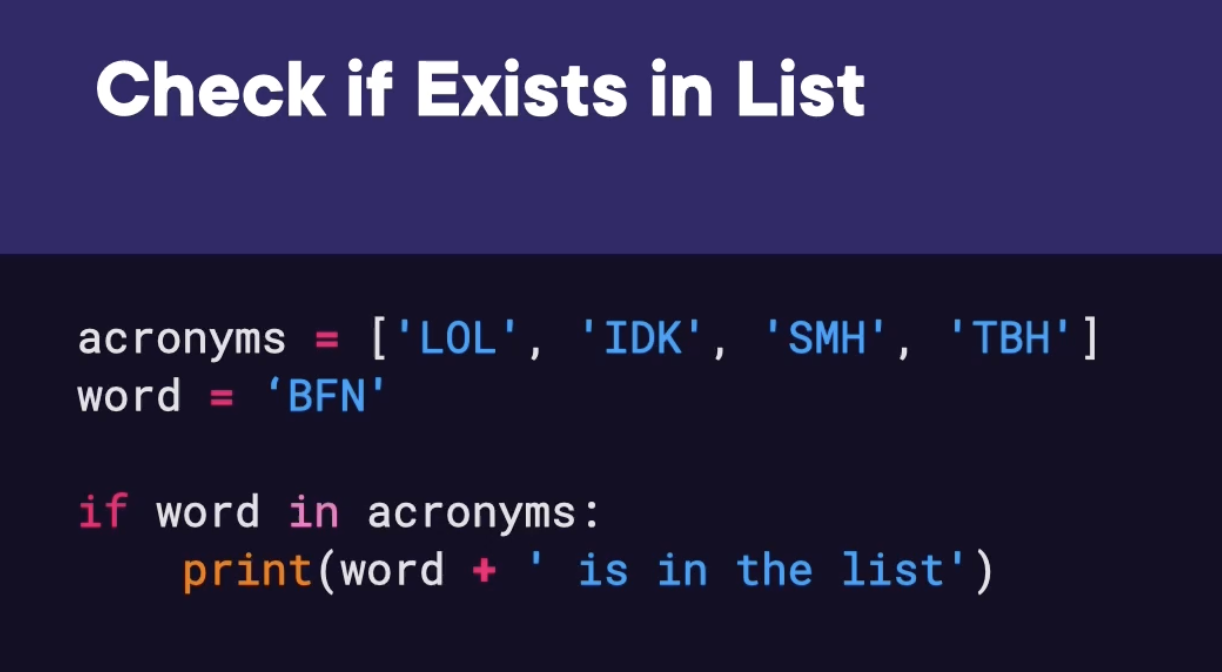 Check if Exists in List
acronyms = ['LOL', 'IDK', 'SMH', 'TBH']
word = ‘BFN'
if word in acronyms:
    print(word + ' is in the list')